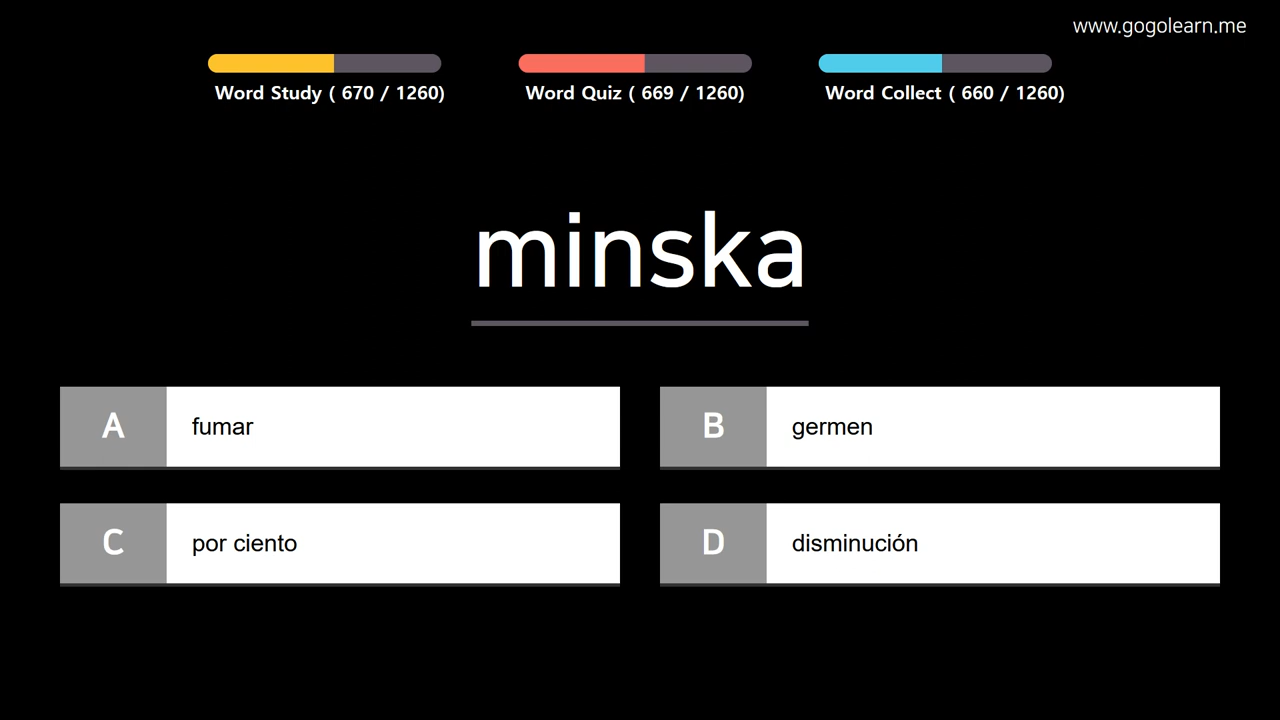 www.gogolearn.me
Word Study ( 670 / 1260)
Word Quiz ( 669 / 1260)
Word Collect ( 660 / 1260)
minska
A fumar
B germen
C por ciento
D disminución